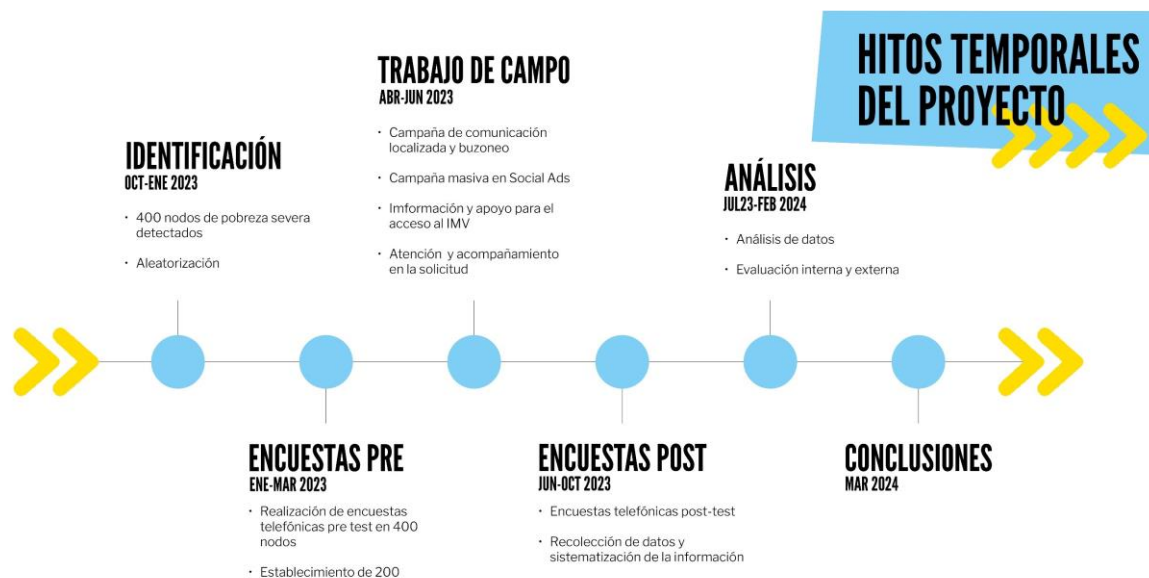 HITOS TEMPORALES
DEL PROYECTO
IDENTIFICACIÓN
OCT-ENE 2023
• 400 nodos de pobreza severa
detectados
• Aleatorización
TRABAJO DE CAMPO
ABR-JUN 2023
• Campaña de comunicación
localizada y buzoneo
• Campaña masiva en Social Ads
• Imformación y apoyo para el
acceso al IMV
• Atención y acompañamiento
en la solicitud
ANÁLISIS
JUL23-FEB 2024
• Análisis de datos
• Evaluación interna y externa
ENCUESTAS PRE
ENE-MAR 2023
• Realización de encuestas
telefónicas pre test en 400
nodos
• Establecimiento de 200
ENCUESTAS POST
JUN-OCT 2023
• Encuestas telefónicas post-test
• Recolección de datos y
sistematización de la información
CONCLUSIONES
MAR 2024